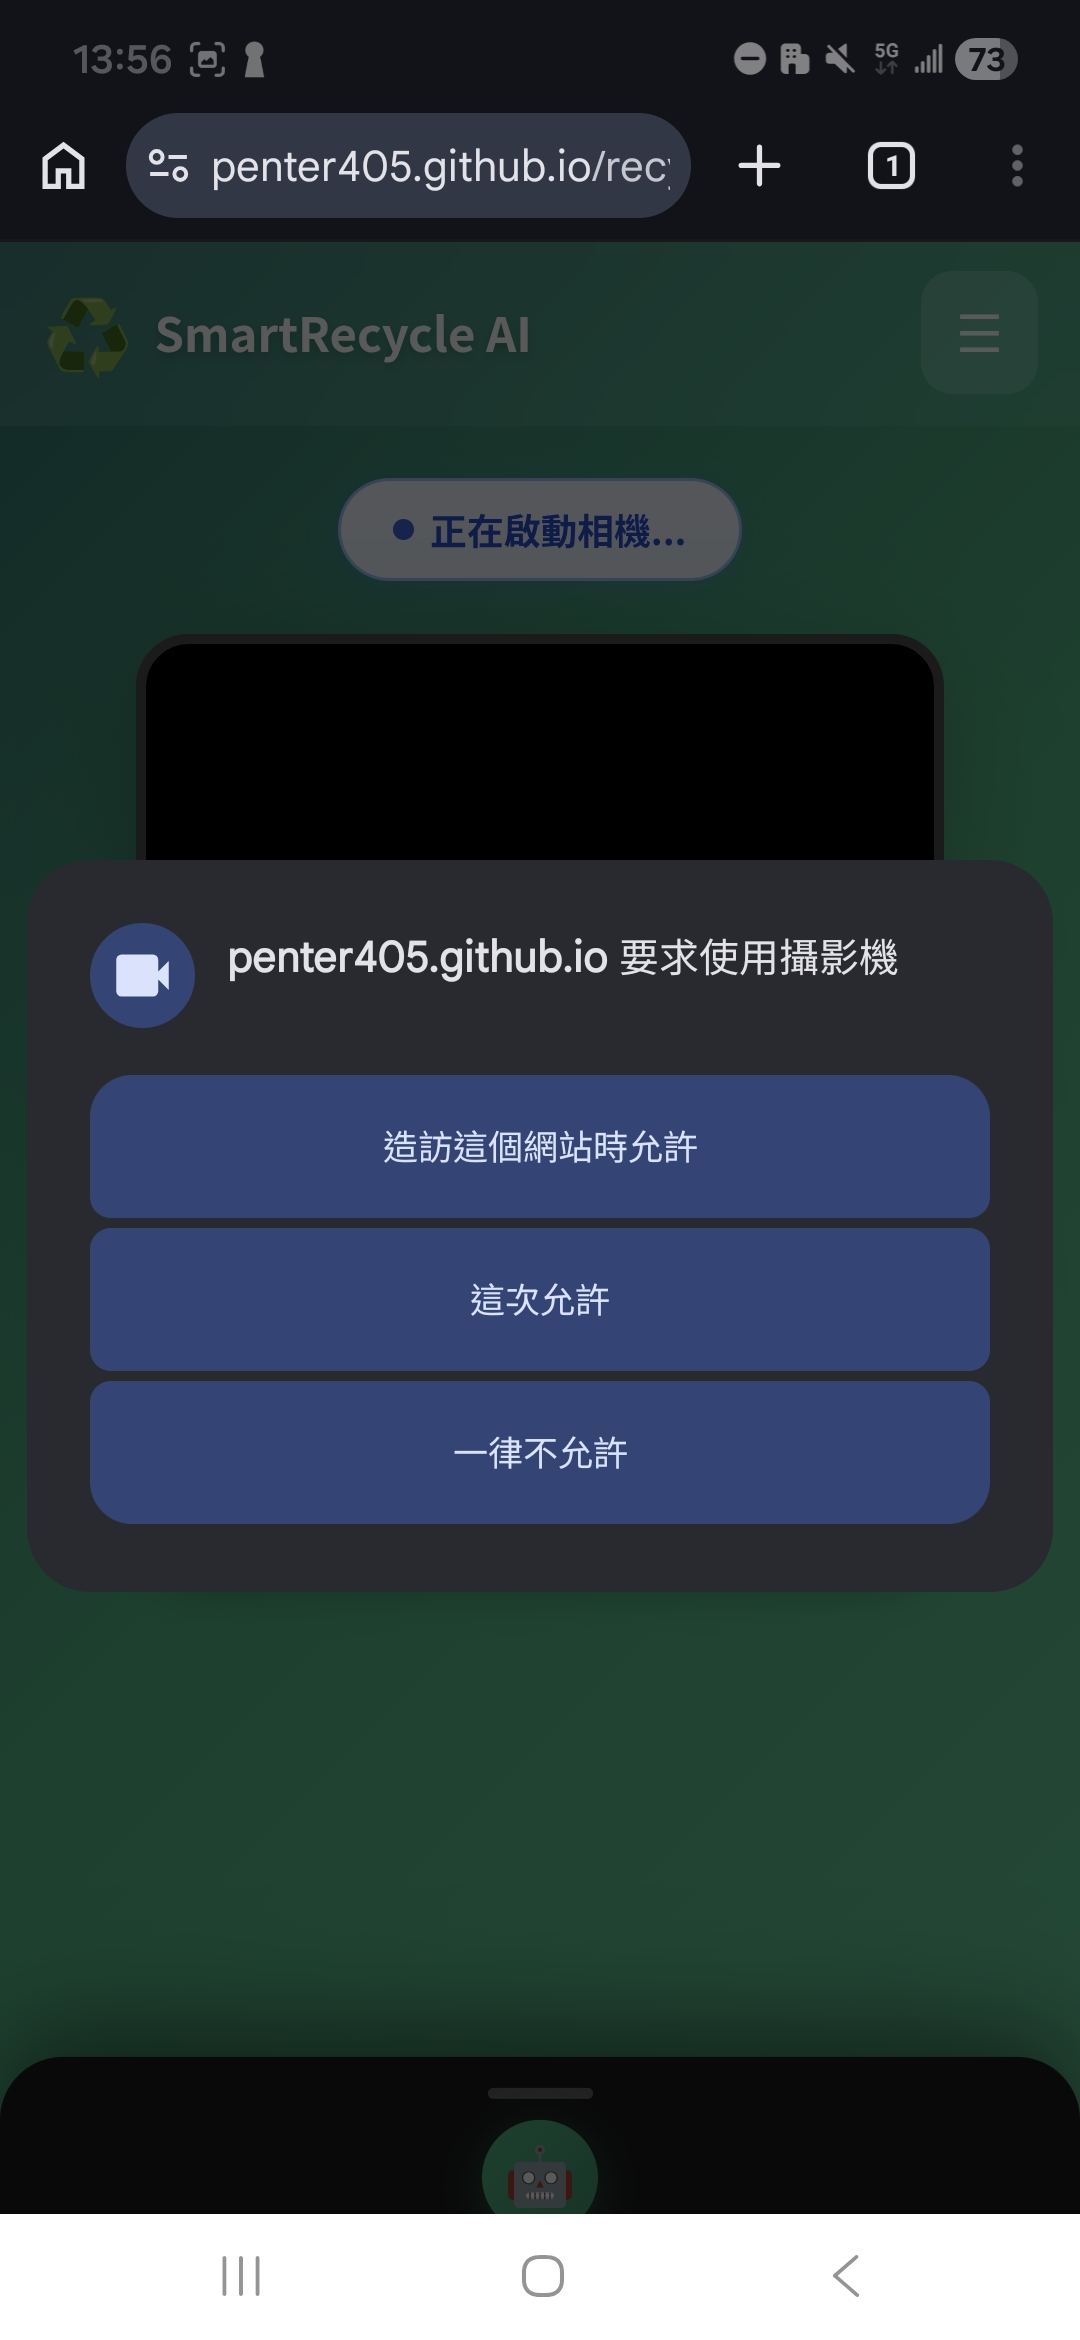 13:56
5G
73
penter405.github.io/recy
1
SmartRecycle AI
正在啟動相機...
penter405.github.io 要求使用攝影機
造訪這個網站時允許
這次允許
一律不允許